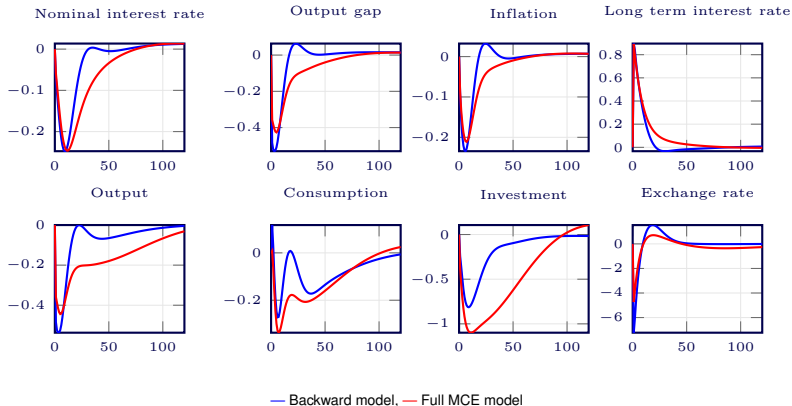 Nominal interest rate
Output gap
Inflation
Long term interest rate
0
−0.1
−0.2
0 50 100
0
−0.2
−0.4
0 50 100
0
−0.1
−0.2
0 50 100
0.8
0.6
0.4
0.2
0
0 50 100
Output
Consumption
Investment
Exchange rate
0
−0.2
−0.4
0 50 100
0
−0.2
0 50 100
0
−0.5
−1
0 50 100
0
−2
−4
−6
0 50 100
Backward model, Full MCE model